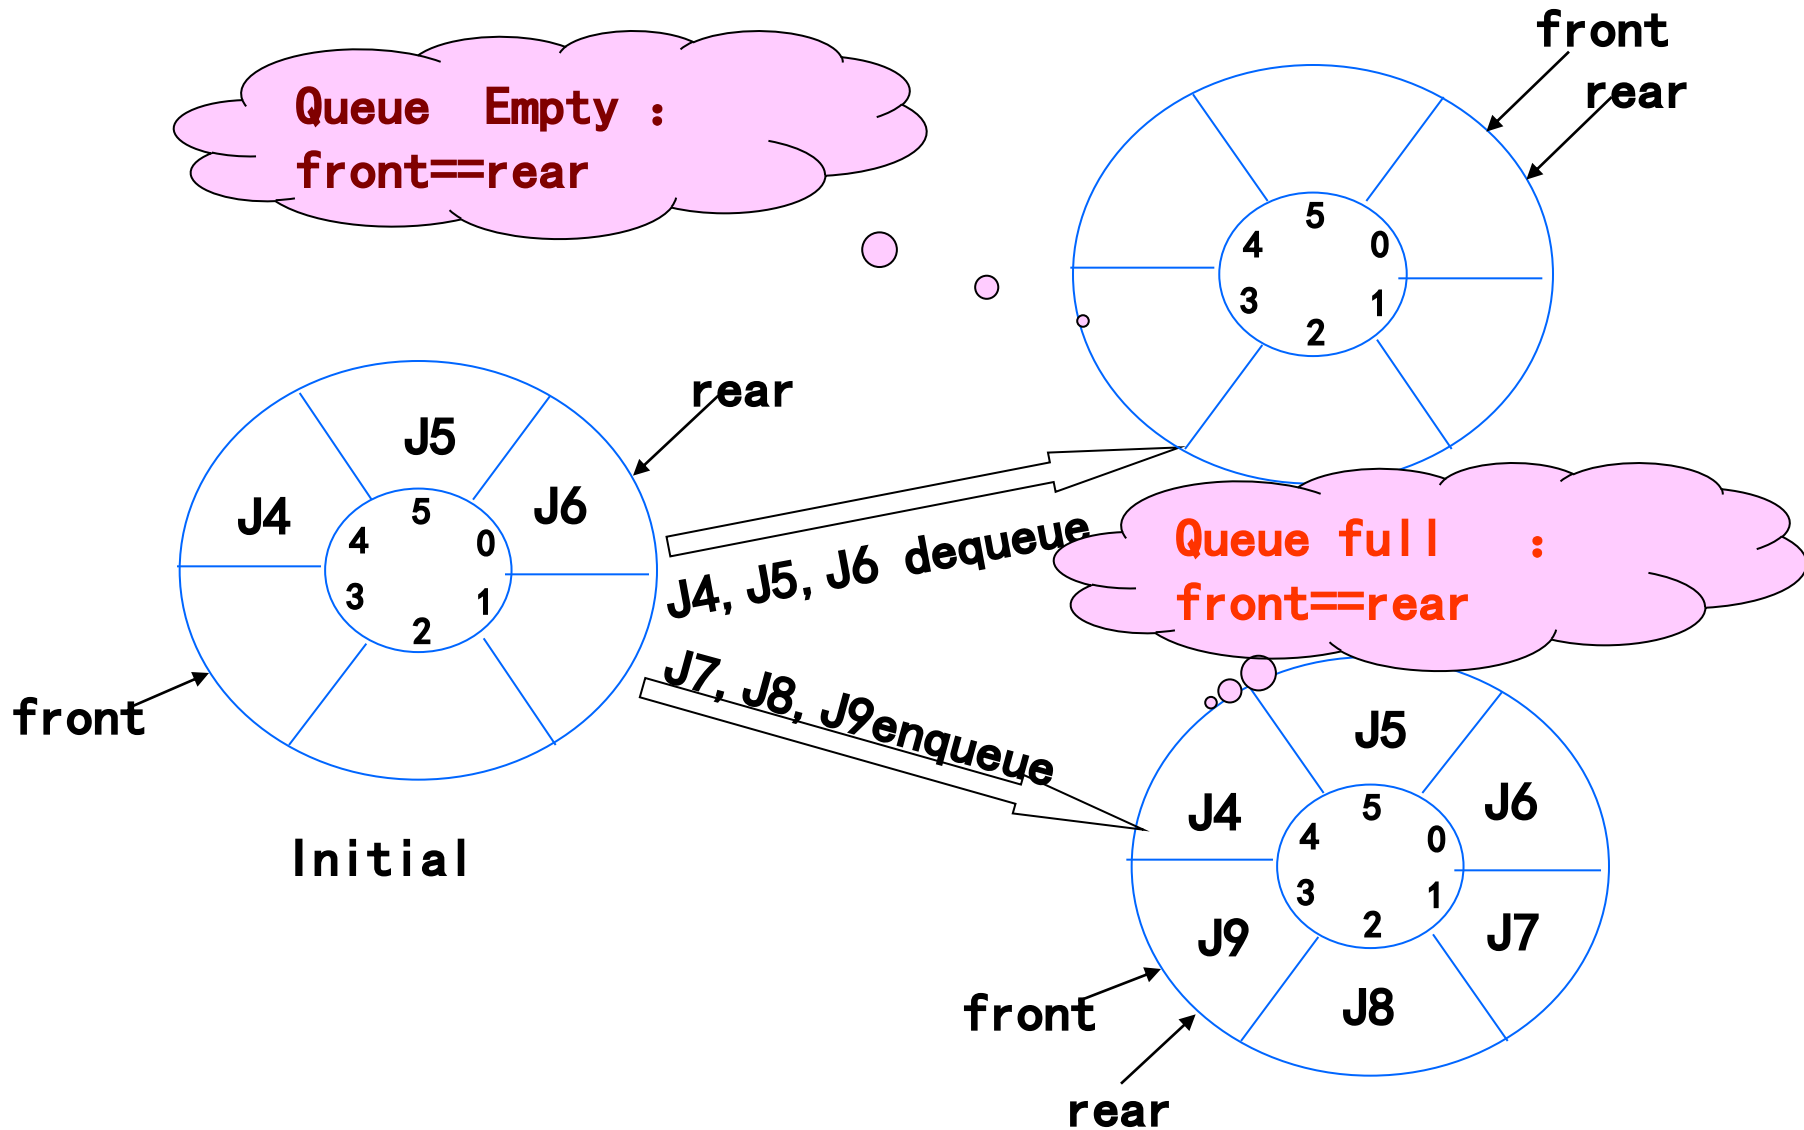 Queue  Empty :
front==rear
front
rear
5
4
0
3
1
2
rear
J5
J4
J6
5
4
0
3
1
2
front
Initial
J4, J5, J6 dequeue
J7, J8, J9enqueue
Queue full   :
front==rear
J5
J4
J6
5
4
0
3
1
2
J9
J7
J8
front
rear